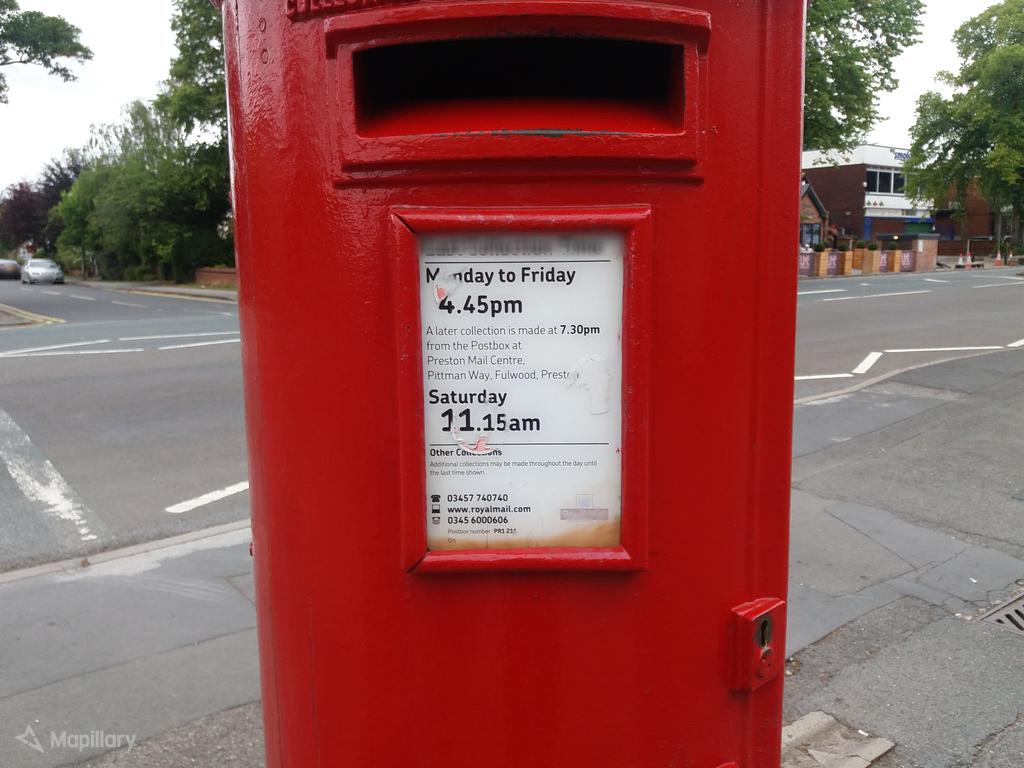 Monday to Friday
4.45pm
A later collection is made at 7.30pm
from the Postbox at
Preston Mail Centre,
Pittman Way, Fulwood, Preston
Saturday
11.15am
Other Collections
Additional collections may be made throughout the day until
the last time shown.
03457 740740
www.royalmail.com
0345 6000606
Postbox number PR1
Mapillary